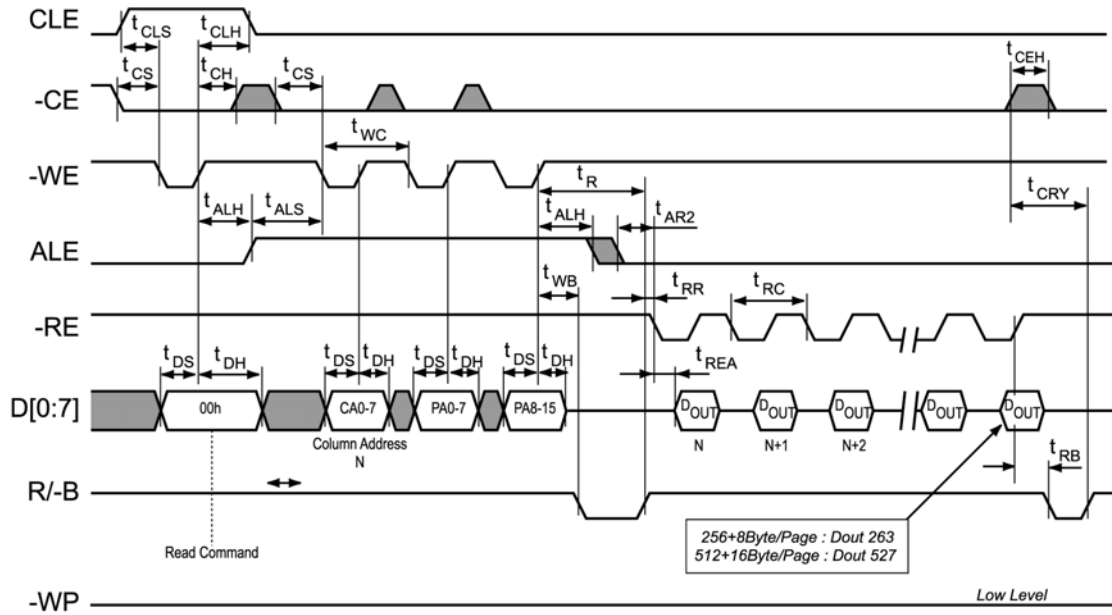 CLE
tCLS
tCLH
tCS
tCH
tCS
tCEH
-CE
tWC
-WE
tR
tCRY
tALH
tALS
tALH
tAR2
ALE
tWB
tRR
tRC
-RE
tDS
tDH
tDS
tDH
tDS
tDH
tREA
D[0:7]
00h
CA0-7
PA0-7
PA8-15
DOUT
DOUT
DOUT
DOUT
DOUT
Column Address
N
N
N+1
N+2
tRB
R/-B
Read Command
256+8Byte/Page : Dout 263
512+16Byte/Page : Dout 527
Low Level
-WP